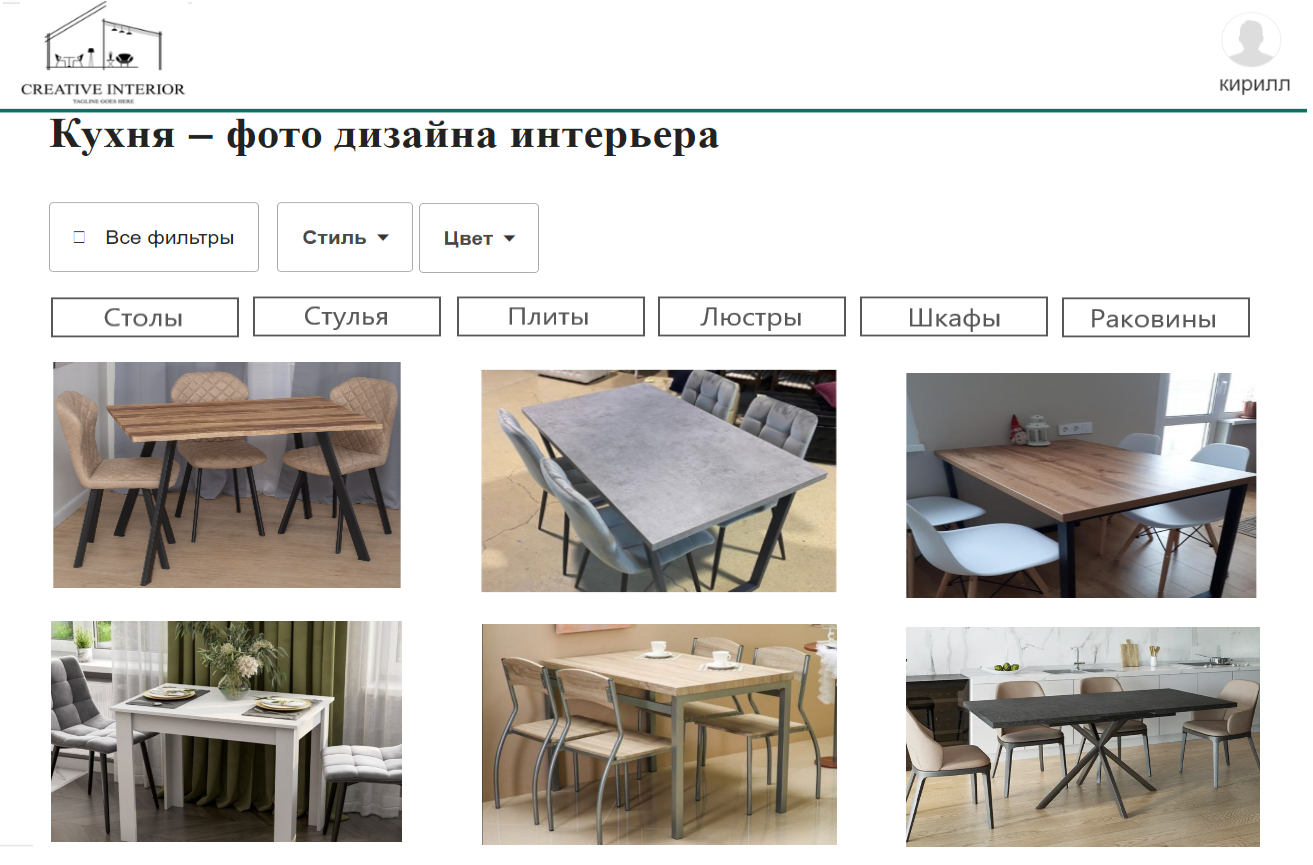 CREATIVE INTERIOR
TAGLINE GOES HERE
кирилл
Кухня – фото дизайна интерьера
Все фильтры
Стиль
Цвет
Столы
Стулья
Плиты
Люстры
Шкафы
Раковины